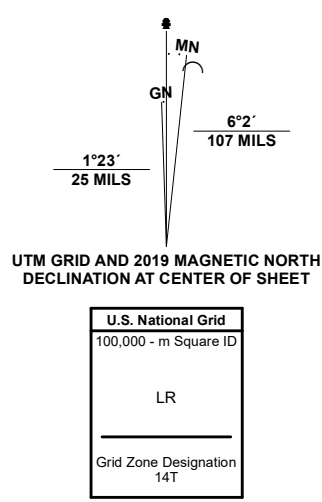 MN
GN
6°2´
107 MILS
1°23´
25 MILS
UTM GRID AND 2019 MAGNETIC NORTH
DECLINATION AT CENTER OF SHEET
U.S. National Grid
100,000 - m Square ID
LR
Grid Zone Designation
14T